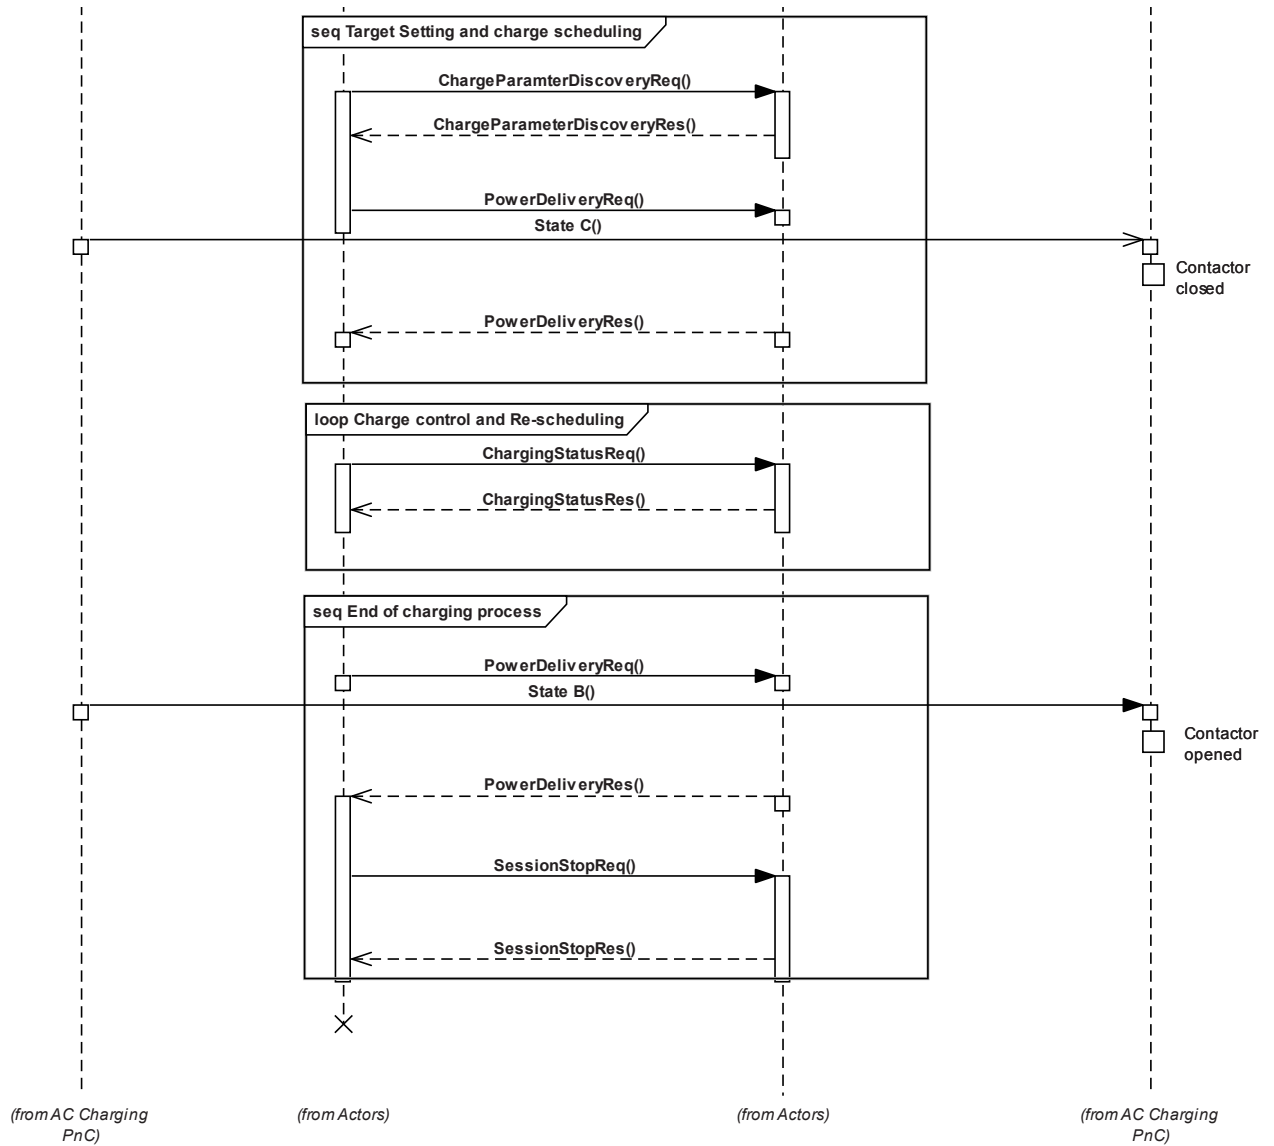 seq Target Setting and charge scheduling
ChargeParamterDiscoveryReq()
ChargeParameterDiscoveryRes()
PowerDeliveryReq()
State C()
Contactor
closed
PowerDeliveryRes()
loop Charge control and Re-scheduling
ChargingStatusReq()
ChargingStatusRes()
seq End of charging process
PowerDeliveryReq()
State B()
Contactor
opened
PowerDeliveryRes()
SessionStopReq()
SessionStopRes()
(from AC Charging
PnC)
(from Actors)
(from Actors)
(from AC Charging
PnC)